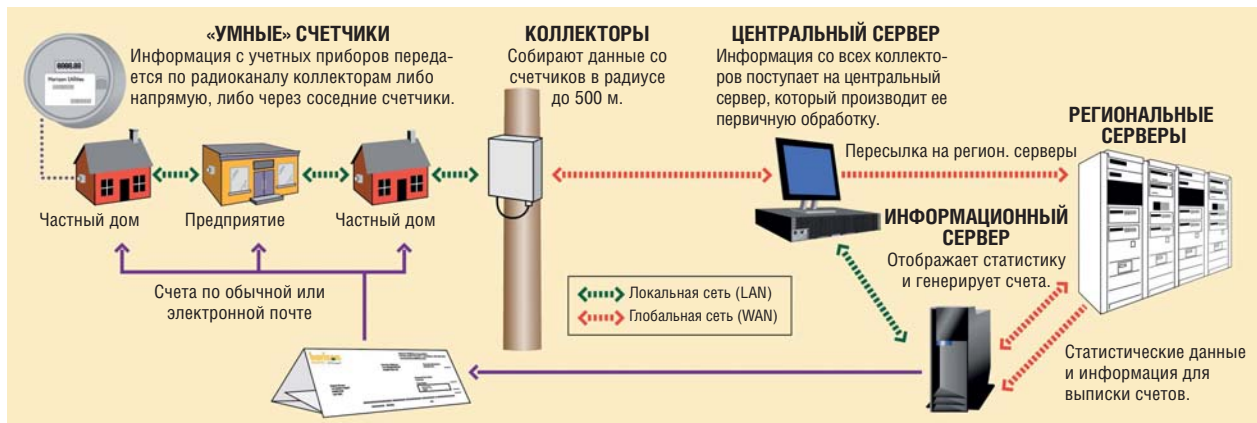 «УМНЫЕ» СЧЕТЧИКИ
Информация с учетных приборов переда-
ется по радиоканалу коллекторам либо
напрямую, либо через соседние счетчики.
КОЛЛЕКТОРЫ
Собирают данные со
счетчиков в радиусе
до 500 м.
ЦЕНТРАЛЬНЫЙ СЕРВЕР
Информация со всех коллекто-
ров поступает на центральный
сервер, который производит ее
первичную обработку.
РЕГИОНАЛЬНЫЕ
СЕРВЕРЫ
Пересылка на регион. серверы
Частный дом
Предприятие
Частный дом
ИНФОРМАЦИОННЫЙ
СЕРВЕР
Отображает статистику
и генерирует счета.
Счета по обычной или
электронной почте
Локальная сеть (LAN)
Глобальная сеть (WAN)
Статистические данные
и информация для
выписки счетов.